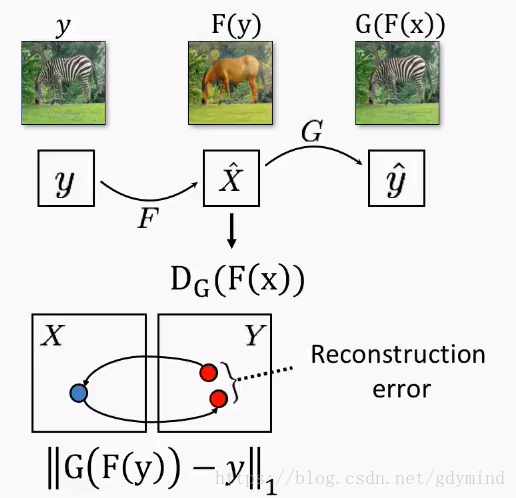 y F(y) G(F(x))
y F X̂ G ŷ
D_G(F(x))
X Y
Reconstruction
error
‖G(F(y)) − y‖₁
https://blog.csdn.net/gdymind